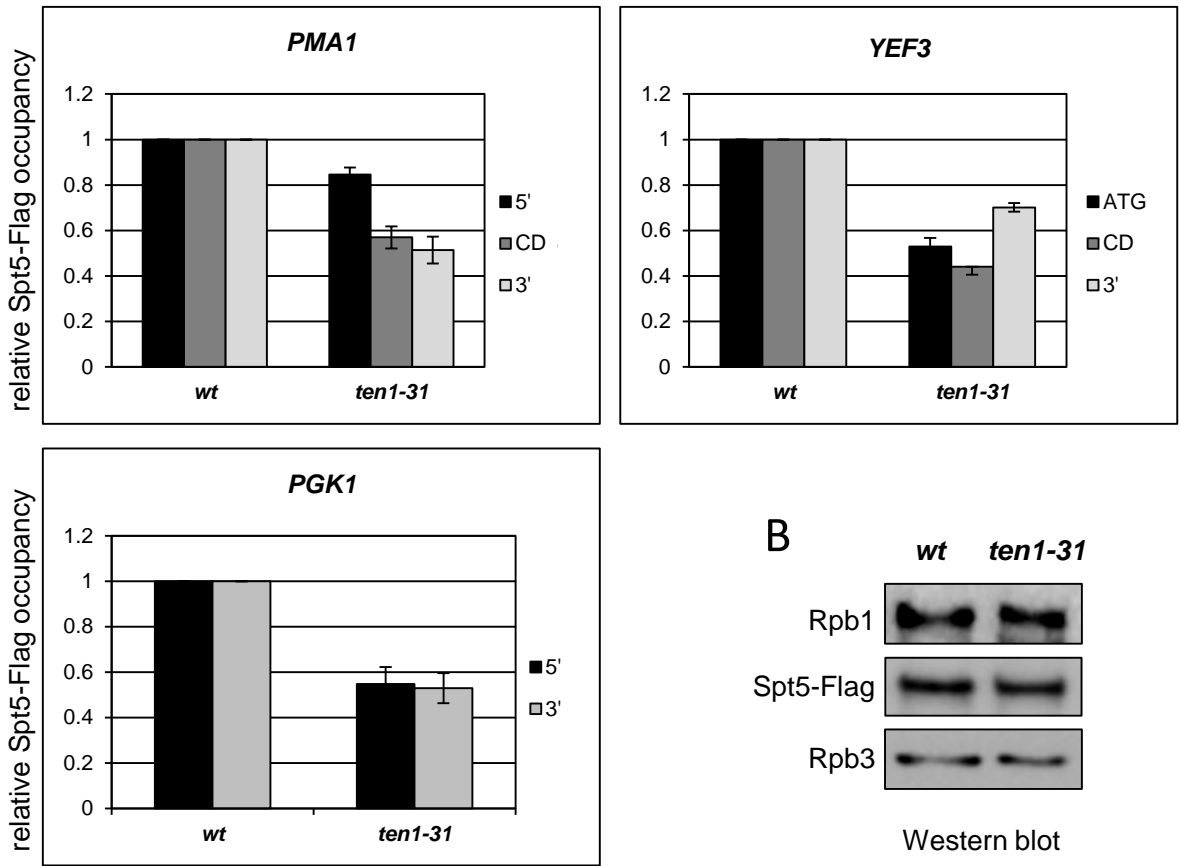 PMA1
relative Spt5-Flag occupancy
1.2
1
0.8
0.6
0.4
0.2
0
wt
ten1-31
5'
CD
3'
YEF3
1.2
1
0.8
0.6
0.4
0.2
0
wt
ten1-31
ATG
CD
3'
PGK1
relative Spt5-Flag occupancy
1.2
1
0.8
0.6
0.4
0.2
0
wt
ten1-31
5'
3'
B
wt ten1-31
Rpb1
Spt5-Flag
Rpb3
Western blot